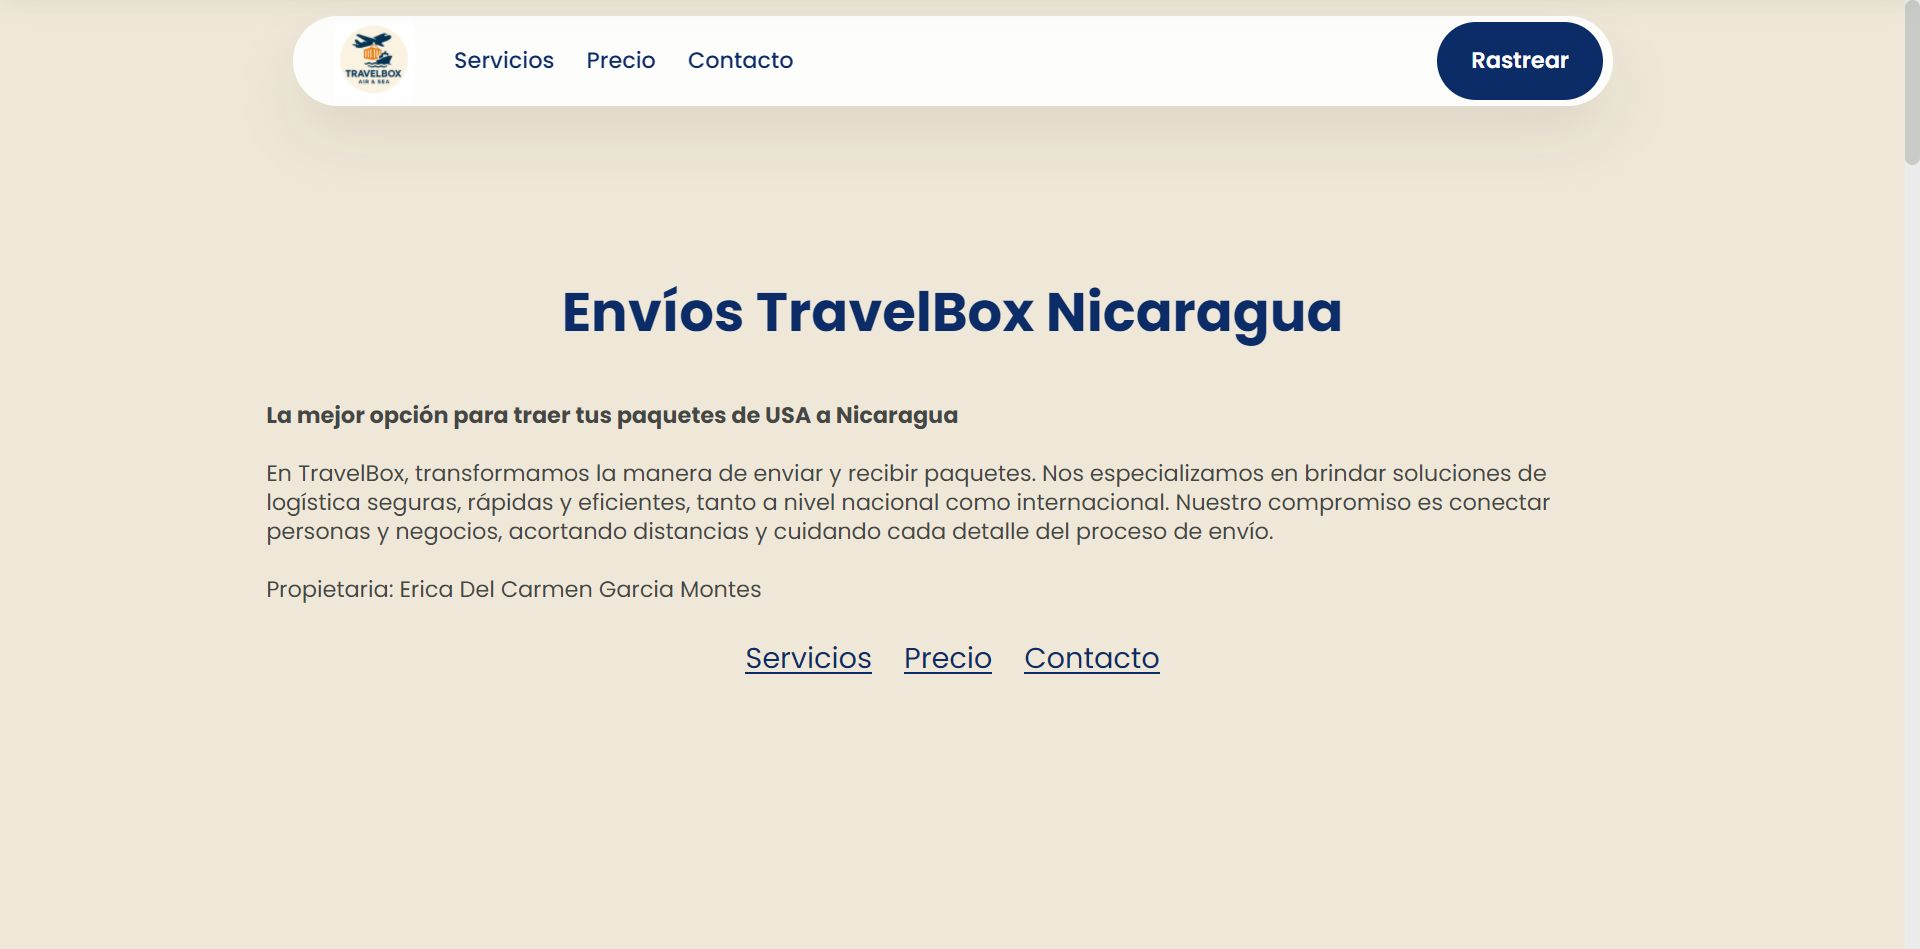 TRAVELBOX
AIR & SEA
Servicios
Precio
Contacto
Rastrear
Envíos TravelBox Nicaragua
La mejor opción para traer tus paquetes de USA a Nicaragua
En TravelBox, transformamos la manera de enviar y recibir paquetes. Nos especializamos en brindar soluciones de
logística seguras, rápidas y eficientes, tanto a nivel nacional como internacional. Nuestro compromiso es conectar
personas y negocios, acortando distancias y cuidando cada detalle del proceso de envío.
Propietaria: Erica Del Carmen Garcia Montes
Servicios Precio Contacto